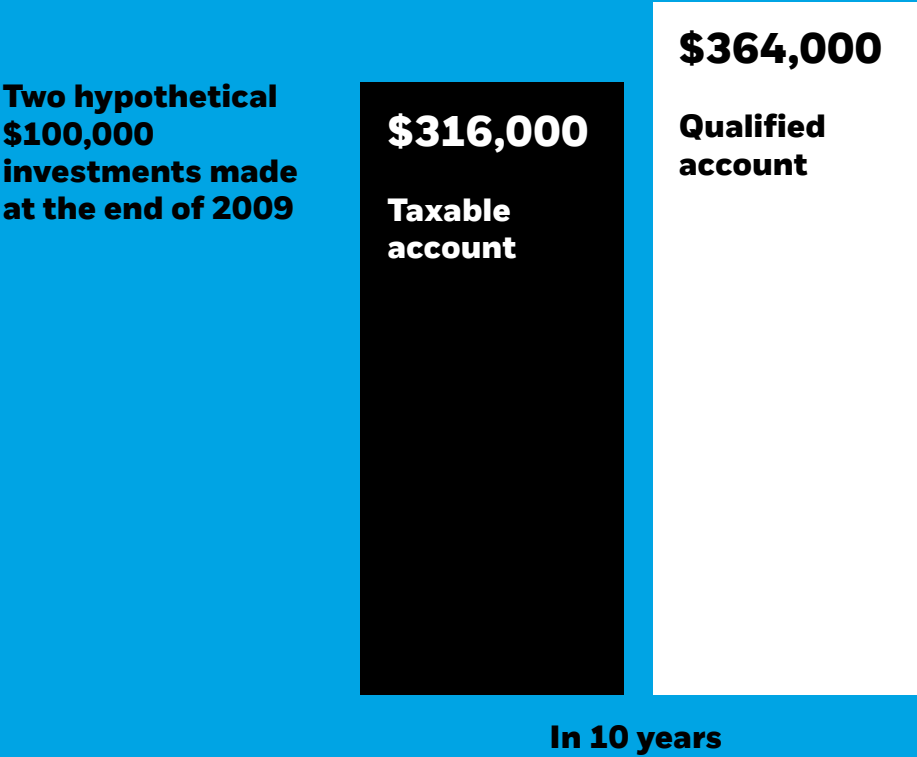 Two hypothetical
$100,000
investments made
at the end of 2009
$316,000
Taxable
account
$364,000
Qualified
account
In 10 years